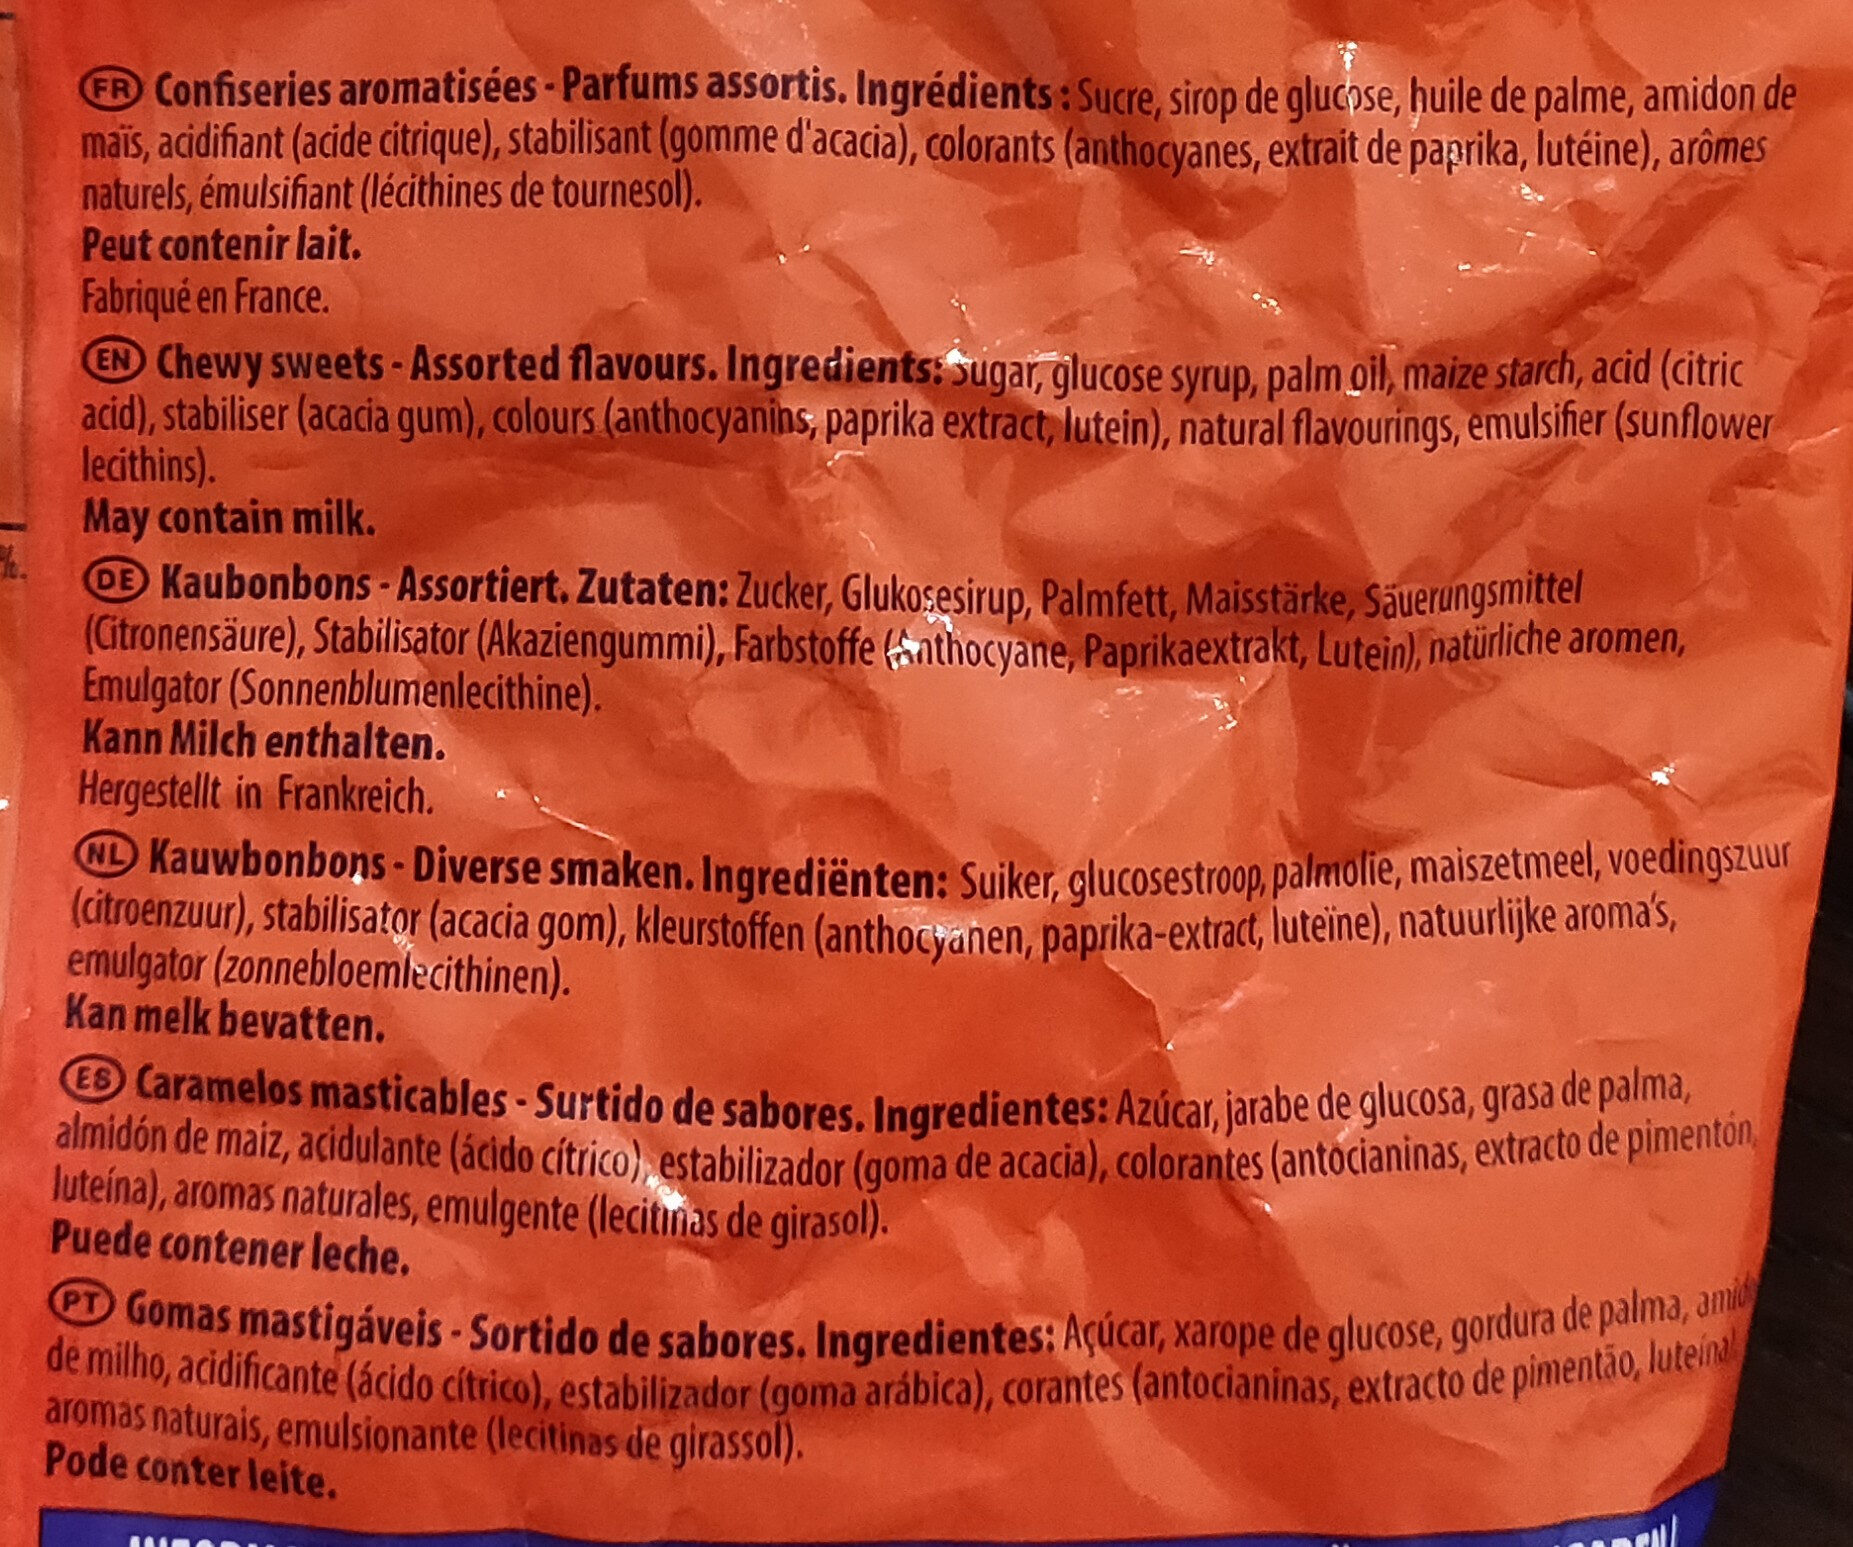 FR Confiseries aromatisées - Parfums assortis. Ingrédients : Sucre, sirop de glucose, huile de palme, amidon de
maïs, acidifiant (acide citrique), stabilisant (gomme d'acacia), colorants (anthocyanes, extrait de paprika, lutéine), arômes
naturels, émulsifiant (lécithines de tournesol).
Peut contenir lait.
Fabriqué en France.
EN Chewy sweets - Assorted flavours. Ingredients: Sugar, glucose syrup, palm oil, maize starch, acid (citric
acid), stabiliser (acacia gum), colours (anthocyanins, paprika extract, lutein), natural flavourings, emulsifier (sunflower
lecithins).
May contain milk.
%.
DE Kaubonbons - Assortiert. Zutaten: Zucker, Glukosesirup, Palmfett, Maisstärke, Säuerungsmittel
(Citronensäure), Stabilisator (Akaziengummi), Farbstoffe (Anthocyane, Paprikaextrakt, Lutein), natürliche aromen,
Emulgator (Sonnenblumenlecithine).
Kann Milch enthalten.
Hergestellt in Frankreich.
NL Kauwbonbons - Diverse smaken. Ingrediënten: Suiker, glucosestroop, palmolie, maiszetmeel, voedingszuur
(citroenzuur), stabilisator (acacia gom), kleurstoffen (anthocyanen, paprika-extract, luteïne), natuurlijke aroma's,
emulgator (zonnebloemlecithinen).
Kan melk bevatten.
ES Caramelos masticables - Surtido de sabores. Ingredientes: Azúcar, jarabe de glucosa, grasa de palma,
almidón de maiz, acidulante (ácido cítrico), estabilizador (goma de acacia), colorantes (antocianinas, extracto de pimentón,
luteína), aromas naturales, emulgente (lecitinas de girasol).
Puede contener leche.
PT Gomas mastigáveis - Sortido de sabores. Ingredientes: Açúcar, xarope de glucose, gordura de palma, amido
de milho, acidificante (ácido cítrico), estabilizador (goma arábica), corantes (antocianinas, extracto de pimentão, luteína)
aromas naturais, emulsionante (lecitinas de girassol).
Pode conter leite.